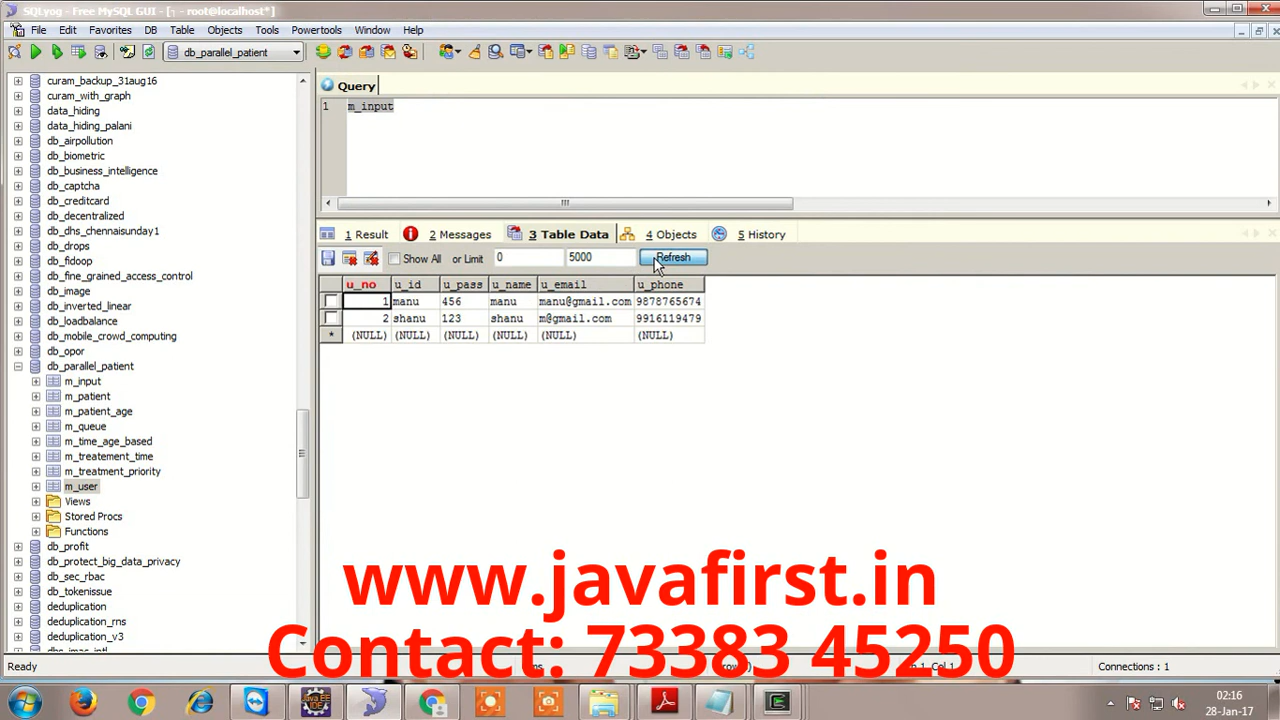 SQLyog - Free MySQL GUI - [┐ - root@localhost*]
File Edit Favorites DB Table Objects Tools Powertools Window Help
db_parallel_patient
curam_backup_31aug16
curam_with_graph
data_hiding
data_hiding_palani
db_airpollution
db_biometric
db_business_intelligence
db_captcha
db_creditcard
db_decentralized
db_dhs_chennaisunday1
db_drops
db_fidoop
db_fine_grained_access_control
db_image
db_inverted_linear
db_loadbalance
db_mobile_crowd_computing
db_opor
db_parallel_patient
m_input
m_patient
m_patient_age
m_queue
m_time_age_based
m_treatement_time
m_treatment_priority
m_user
Views
Stored Procs
Functions
db_profit
db_protect_big_data_privacy
db_sec_rbac
db_tokenissue
deduplication
deduplication_rns
deduplication_v3
Query
1 m_input
1 Result 2 Messages 3 Table Data 4 Objects 5 History
Show All or Limit 0 5000 Refresh
u_no u_id u_pass u_name u_email u_phone
1 manu 456 manu manu@gmail.com 9878765674
2 shanu 123 shanu m@gmail.com 9916119479
* (NULL) (NULL) (NULL) (NULL) (NULL) (NULL)
www.javafirst.in
Contact: 73383 45250
Ready
Connections : 1
Java EE
IDE
02:16
28-Jan-17